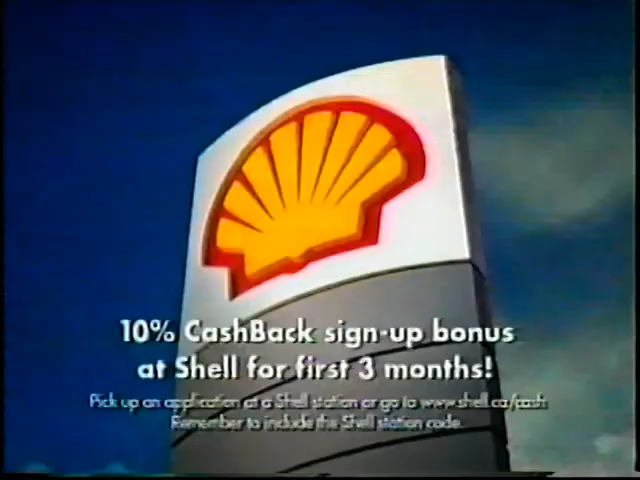 10% CashBack sign-up bonus
at Shell for first 3 months!
Pick up an application at a Shell station or go to www.shell.ca/cash
Remember to include the Shell station code.